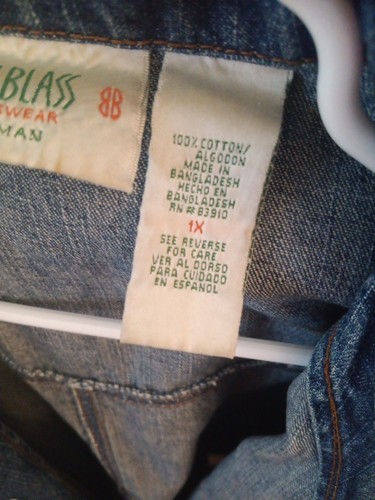 BLASS
BB
SWEAR
MAN
100% COTTON/
ALGODON
MADE IN
BANGLADESH
HECHO EN
BANGLADESH
RN# 83910
1X
SEE REVERSE
FOR CARE
VER AL DORSO
PARA CUIDADO
EN ESPANOL